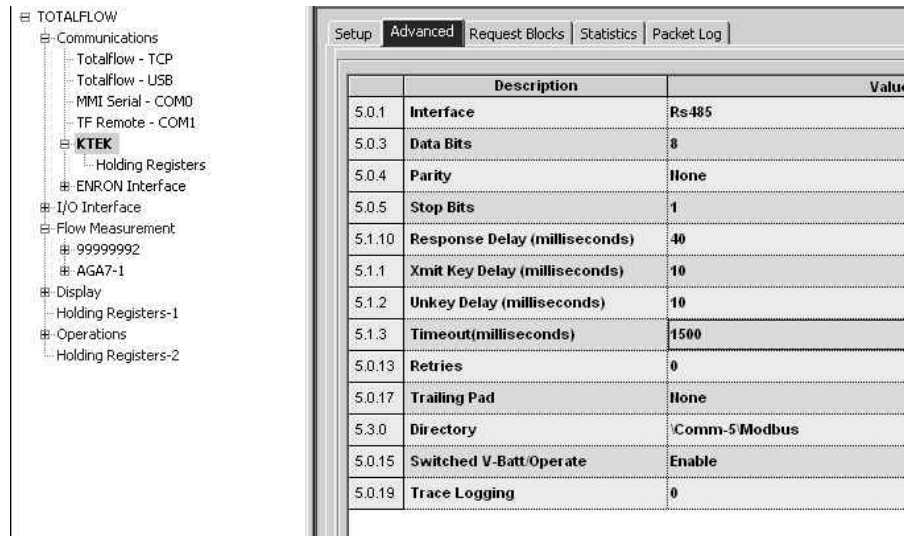 TOTALFLOW
Communications
Totalflow - TCP
Totalflow - USB
MMI Serial - COM0
TF Remote - COM1
KTEK
Holding Registers
ENRON Interface
I/O Interface
Flow Measurement
99999992
AGA7-1
Display
Holding Registers-1
Operations
Holding Registers-2
Setup Advanced Request Blocks Statistics Packet Log
Description Value
5.0.1 Interface Rs485
5.0.3 Data Bits 8
5.0.4 Parity None
5.0.5 Stop Bits 1
5.1.10 Response Delay (milliseconds) 40
5.1.1 Xmit Key Delay (milliseconds) 10
5.1.2 Unkey Delay (milliseconds) 10
5.1.3 Timeout(milliseconds) 1500
5.0.13 Retries 0
5.0.17 Trailing Pad None
5.3.0 Directory \Comm-5\Modbus
5.0.15 Switched V-Batt/Operate Enable
5.0.19 Trace Logging 0